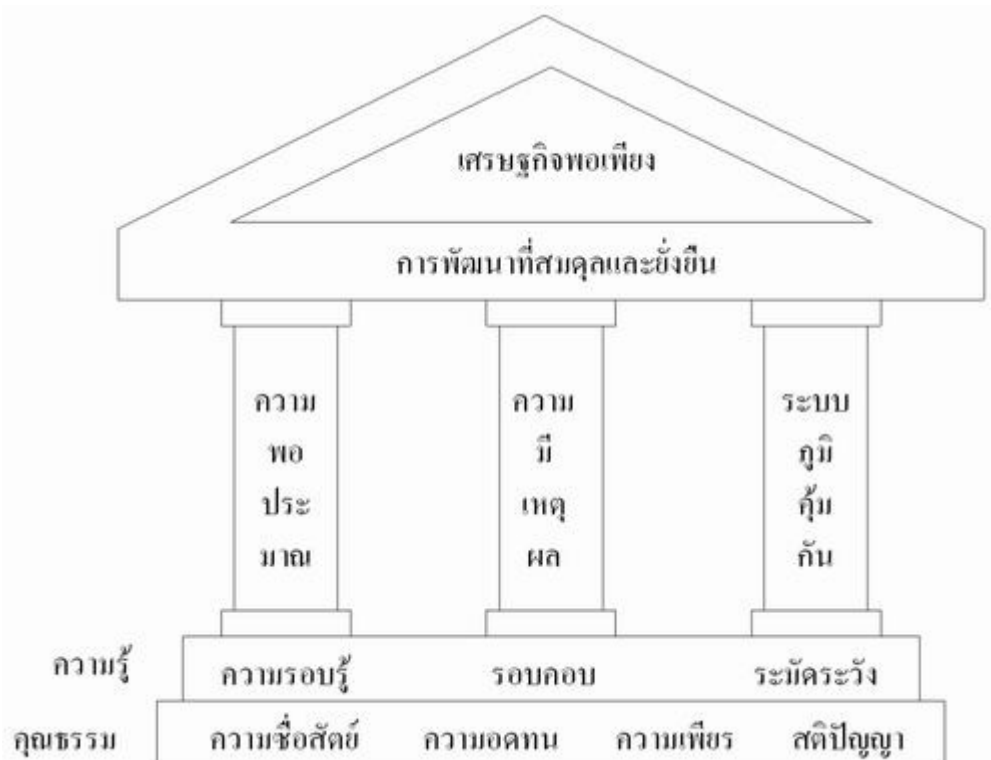 เศรษฐกิจพอเพียง
การพัฒนาที่สมดุลและยั่งยืน
ความ
พอ
ประ
มาณ
ความ
มี
เหตุ
ผล
ระบบ
ภูมิ
คุ้ม
กัน
ความรู้ ความรอบรู้ รอบคอบ ระมัดระวัง
คุณธรรม ความซื่อสัตย์ ความอดทน ความเพียร สติปัญญา